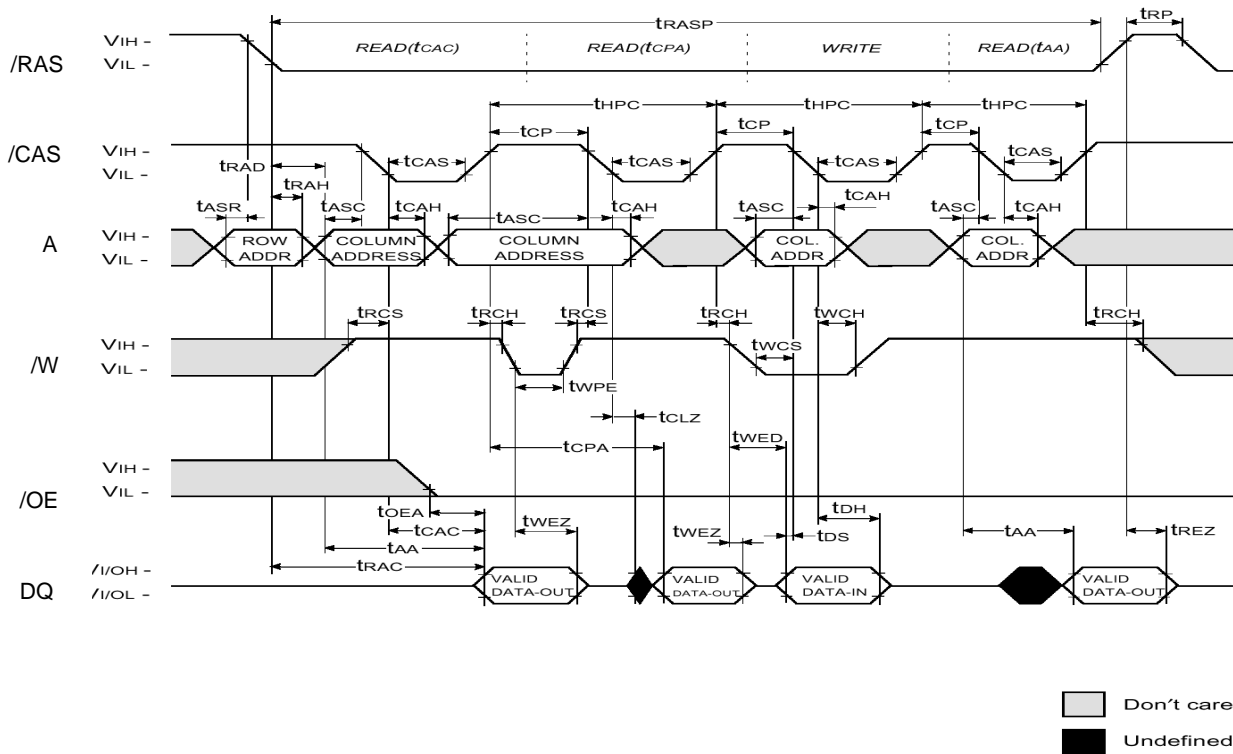 tRASP
tRP
VIH -
READ(tCAC)
READ(tCPA)
WRITE
READ(tAA)
/RAS
VIL -
tHPC
tHPC
tHPC
tCP
tCP
tCP
VIH -
/CAS
tCAS
tCAS
tCAS
tCAS
VIL -
tRAD
tRAH
tASR
tASC
tCAH
tASC
tCAH
tASC
tCAH
tASC
tCAH
VIH -
A
ROW
ADDR
COLUMN
ADDRESS
COLUMN
ADDRESS
COL.
ADDR
COL.
ADDR
VIL -
tRCS
tRCH
tRCS
tRCH
tWCH
tRCH
VIH -
/W
tWCS
VIL -
tWPE
tCLZ
tCPA
tWED
VIH -
/OE
VIL -
tOEA
tCAC
tWEZ
tWEZ
tDH
tDS
tAA
tREZ
tAA
tRAC
/I/OH -
DQ
VALID
DATA-OUT
VALID
DATA-OUT
VALID
DATA-IN
VALID
DATA-OUT
/I/OL -
Don't care
Undefined